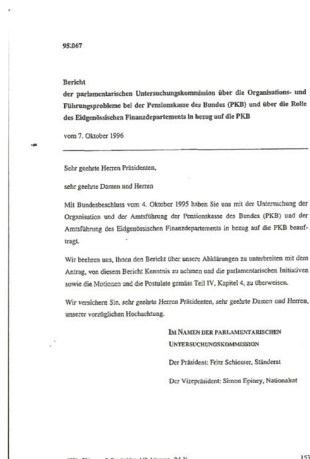 95.067
Bericht
der parlamentarischen Untersuchungskommission über die Organisations- und
Führungsprobleme bei der Pensionskasse des Bundes (PKB) und über die Rolle
des Eidgenössischen Finanzdepartements in bezug auf die PKB
vom 7. Oktober 1996
Sehr geehrte Herren Präsidenten,
sehr geehrte Damen und Herren
Mit Bundesbeschluss vom 4. Oktober 1995 haben Sie uns mit der Untersuchung der
Organisation und der Amtsführung der Pensionskasse des Bundes (PKB) und der
Amtsführung des Eidgenössischen Finanzdepartements in bezug auf die PKB beauf-
tragt.
Wir beehren uns, Ihnen den Bericht über unsere Abklärungen zu unterbreiten mit dem
Antrag, von diesem Bericht Kenntnis zu nehmen und die parlamentarischen Initiativen
sowie die Motionen und die Postulate gemäss Teil IV, Kapitel 4, zu überweisen.
Wir versichern Sie, sehr geehrte Herren Präsidenten, sehr geehrte Damen und Herren,
unserer vorzüglichen Hochachtung.
IM NAMEN DER PARLAMENTARISCHEN
UNTERSUCHUNGSKOMMISSION
Der Präsident: Fritz Schiesser, Ständerat
Der Vizepräsident: Simon Epiney, Nationalrat